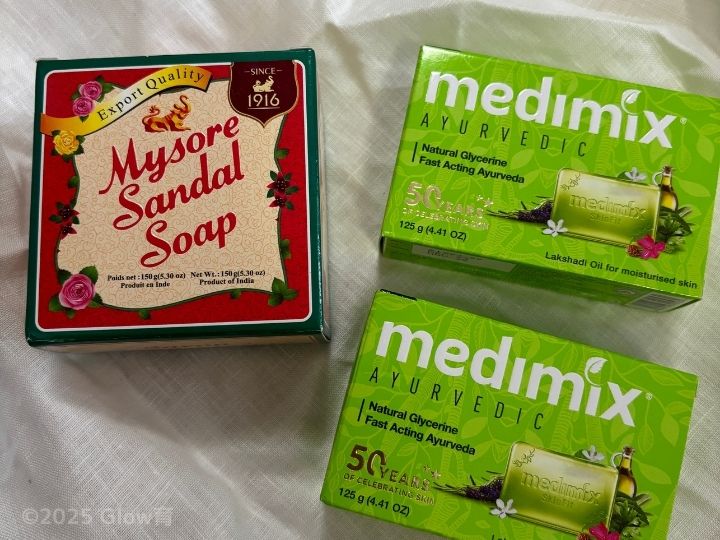 Export Quality
SINCE
1916
Mysore
Sandal
Soap
Poids net : 150g(5,30 oz) Net Wt. : 150g(5.30 oz)
Produit en Inde Product of India
medimix
AYURVEDIC
Natural Glycerine
Fast Acting Ayurveda
50 YEARS
OF CELEBRATING SKIN
125 g (4.41 OZ)
medimix
Lakshadi Oil for moisturised skin
medimix
AYURVEDIC
Natural Glycerine
Fast Acting Ayurveda
50 YEARS
OF CELEBRATING SKIN
125 g (4.41 OZ)
medimix
©2025 Glow肯